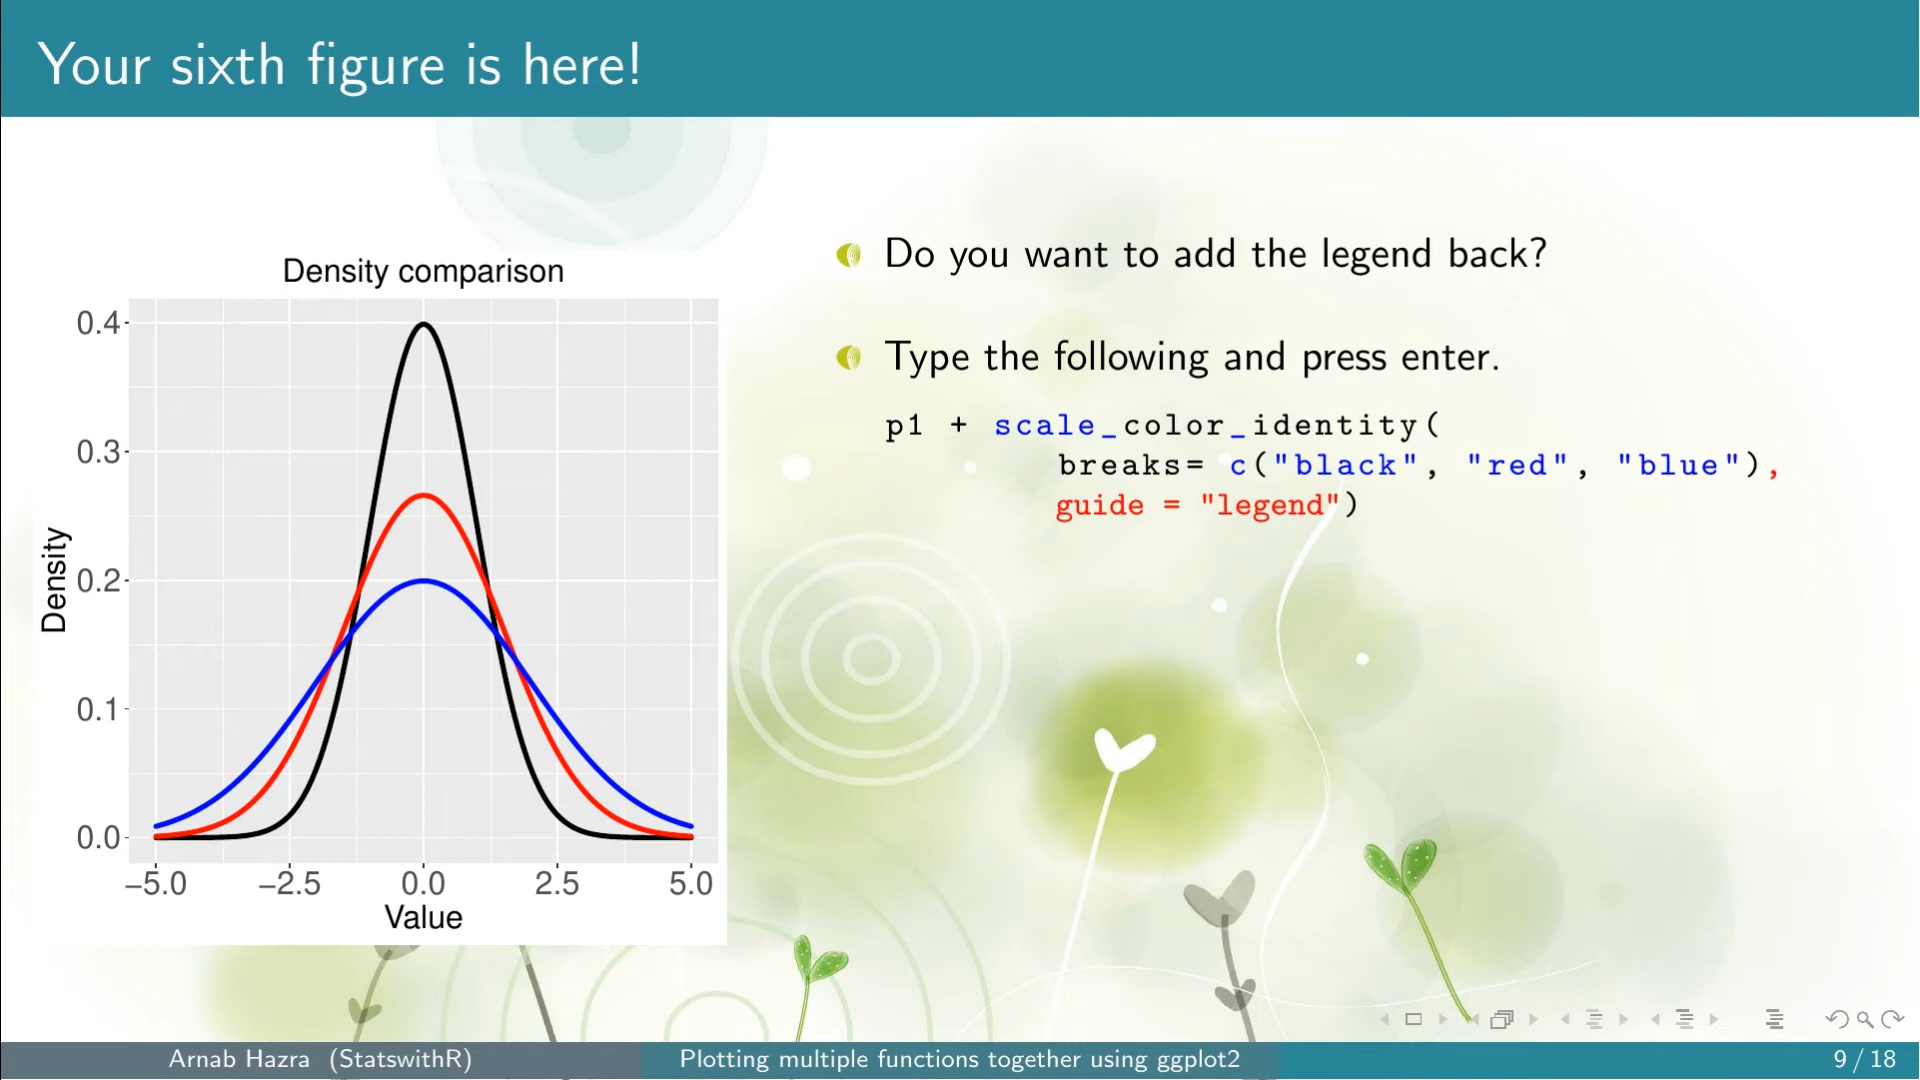 Your sixth figure is here!
Density comparison
0.4
0.3
0.2
0.1
0.0
Density
−5.0 −2.5 0.0 2.5 5.0
Value
Do you want to add the legend back?
Type the following and press enter.
p1 + scale_color_identity(
breaks= c("black", "red", "blue"),
guide = "legend")
Arnab Hazra (StatswithR) Plotting multiple functions together using ggplot2 9 / 18